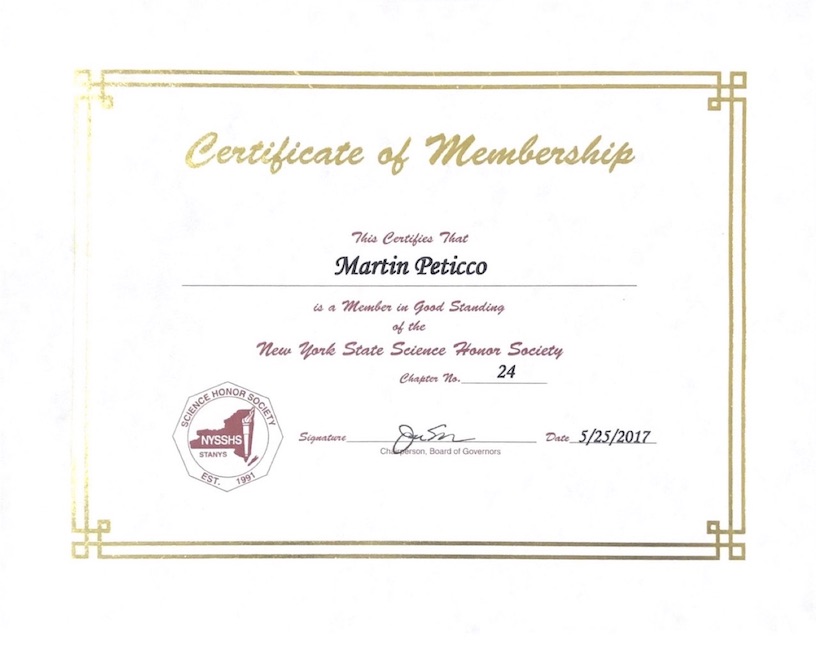 Certificate of Membership
This Certifies That
Martin Peticco
is a Member in Good Standing
of the
New York State Science Honor Society
Chapter No. 24
SCIENCE HONOR SOCIETY
NYSSHS
STANYS
EST. 1991
Signature Date 5/25/2017
Chairperson, Board of Governors